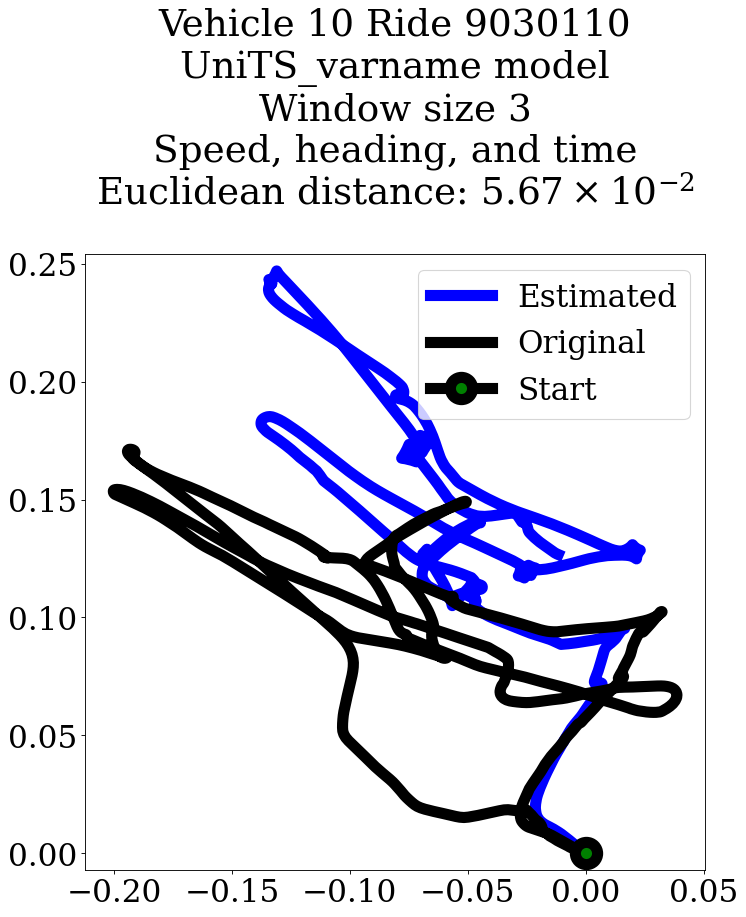 Vehicle 10 Ride 9030110
UniTS_varname model
Window size 3
Speed, heading, and time
Euclidean distance: 5.67 × 10⁻²
0.25
0.20
0.15
0.10
0.05
0.00
Estimated
Original
Start
−0.20 −0.15 −0.10 −0.05 0.00 0.05